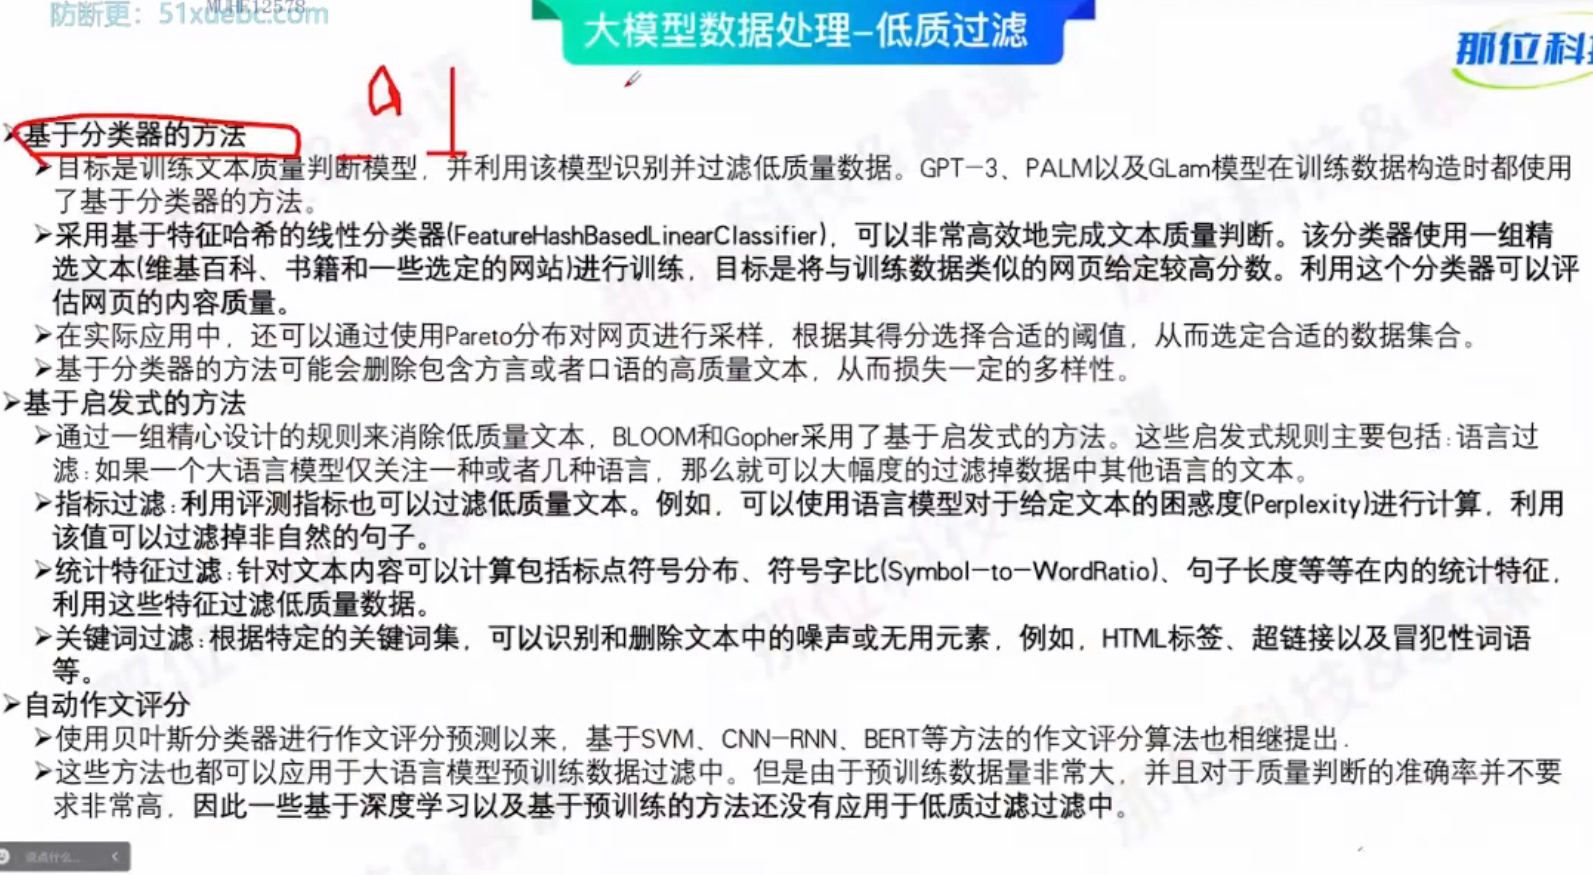 防断更：51xuebc.com
MUHE12578
大模型数据处理-低质过滤
那位科技
➢基于分类器的方法
➢目标是训练文本质量判断模型，并利用该模型识别并过滤低质量数据。GPT-3、PALM以及GLam模型在训练数据构造时都使用
了基于分类器的方法。
➢采用基于特征哈希的线性分类器(FeatureHashBasedLinearClassifier)，可以非常高效地完成文本质量判断。该分类器使用一组精
选文本(维基百科、书籍和一些选定的网站)进行训练，目标是将与训练数据类似的网页给定较高分数。利用这个分类器可以评
估网页的内容质量。
➢在实际应用中，还可以通过使用Pareto分布对网页进行采样，根据其得分选择合适的阈值，从而选定合适的数据集合。
➢基于分类器的方法可能会删除包含方言或者口语的高质量文本，从而损失一定的多样性。
➢基于启发式的方法
➢通过一组精心设计的规则来消除低质量文本，BLOOM和Gopher采用了基于启发式的方法。这些启发式规则主要包括:语言过
滤:如果一个大语言模型仅关注一种或者几种语言，那么就可以大幅度的过滤掉数据中其他语言的文本。
➢指标过滤:利用评测指标也可以过滤低质量文本。例如，可以使用语言模型对于给定文本的困惑度(Perplexity)进行计算，利用
该值可以过滤掉非自然的句子。
➢统计特征过滤:针对文本内容可以计算包括标点符号分布、符号字比(Symbol-to-WordRatio)、句子长度等等在内的统计特征，
利用这些特征过滤低质量数据。
➢关键词过滤:根据特定的关键词集，可以识别和删除文本中的噪声或无用元素，例如，HTML标签、超链接以及冒犯性词语
等。
➢自动作文评分
➢使用贝叶斯分类器进行作文评分预测以来，基于SVM、CNN-RNN、BERT等方法的作文评分算法也相继提出.
➢这些方法也都可以应用于大语言模型预训练数据过滤中。但是由于预训练数据量非常大，并且对于质量判断的准确率并不要
求非常高，因此一些基于深度学习以及基于预训练的方法还没有应用于低质过滤过滤中。
说点什么...